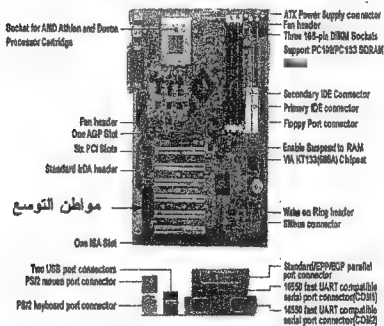 Socket for AMD Athlon and Duron
Processor Cartridge
Fan header
One AGP Slot
Six PCI Slots
Standard IrDA header
مواطن التوسع
One ISA Slot
Two USB port connectors
PS/2 mouse port connector
PS/2 keyboard port connector
ATX Power Supply connector
Fan header
Three 168-pin DIMM Sockets
Support PC100/PC133 SDRAM
Secondary IDE Connector
Primary IDE connector
Floppy Port connector
Enable Suspend to RAM
VIA KT133(686A) Chipset
Wake on Ring header
SMbus connector
Standard/EPP/ECP parallel
port connector
16550 fast UART compatible
serial port connector(COM1)
16550 fast UART compatible
serial port connector(COM2)